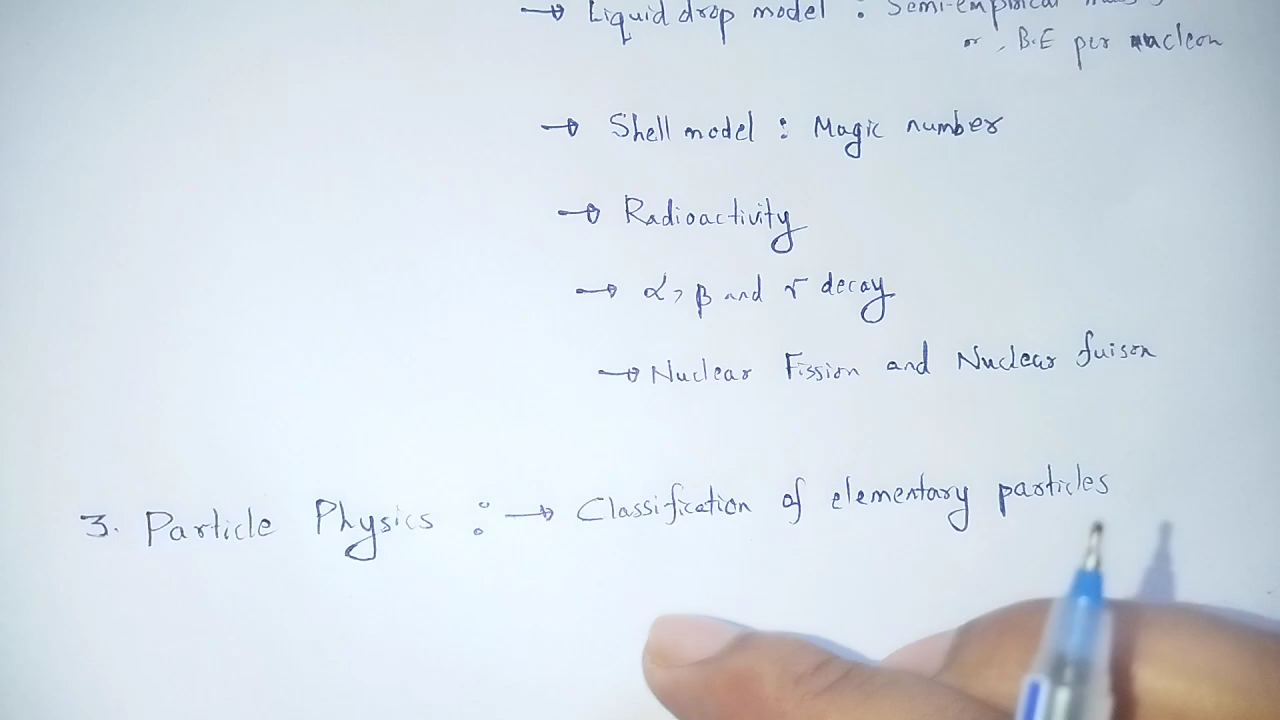 → Liquid drop model : Semi-empirical
or, B.E per nucleon
→ Shell model : Magic number
→ Radioactivity
→ α, β and γ decay
→ Nuclear Fission and Nuclear fuison
3. Particle Physics : → Classification of elementary particles